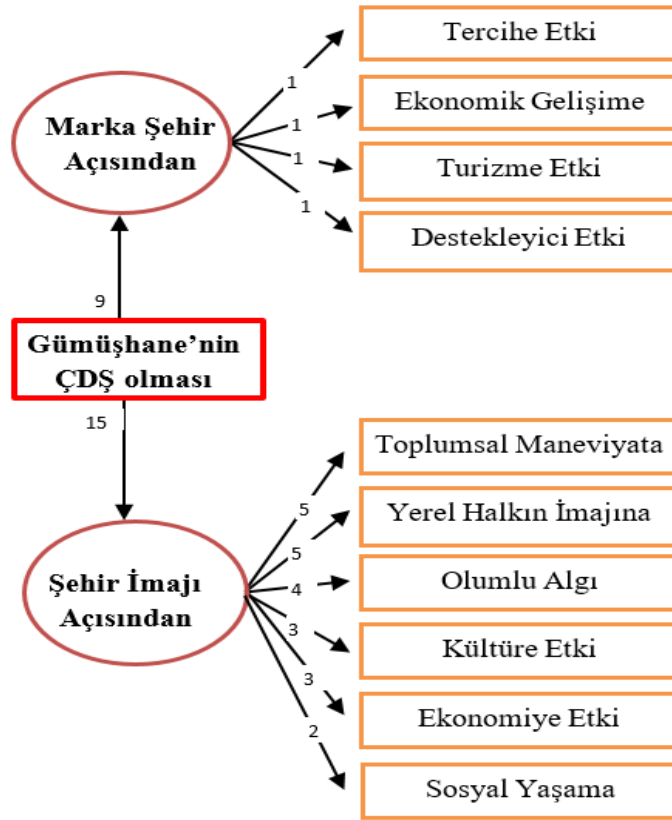 Tercihe Etki
1
Ekonomik Gelişime
1
Marka Şehir
Açısından
1
1
Turizme Etki
1
Destekleyici Etki
9
Gümüşhane’nin
ÇDŞ olması
15
Toplumsal Maneviyata
5
Yerel Halkın İmajına
5
Şehir İmajı
Açısından
4
Olumlu Algı
3
Kültüre Etki
3
Ekonomiye Etki
2
Sosyal Yaşama